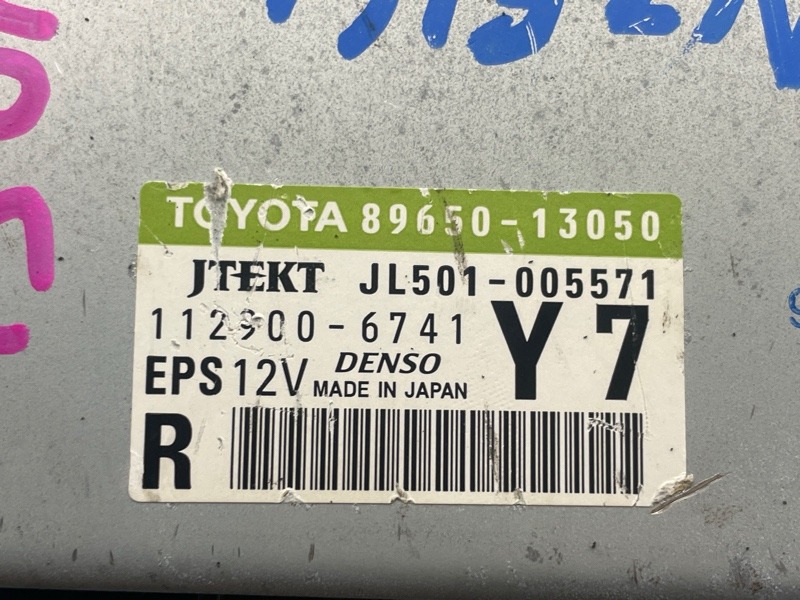 TOYOTA 89650-13050
JTEKT JL501-005571
112900-6741
Y7
EPS 12V DENSO
MADE IN JAPAN
R